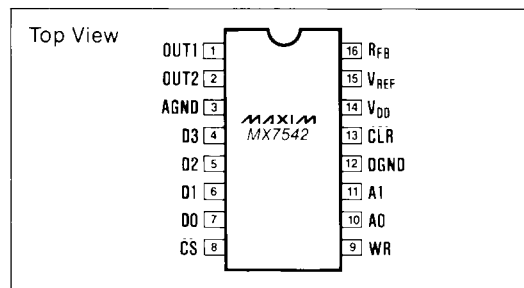 Top View
OUT1 1
OUT2 2
AGND 3
D3 4
D2 5
D1 6
D0 7
CS 8
MAXIM
MX7542
16 RFB
15 VREF
14 VDD
13 CLR
12 DGND
11 A1
10 A0
9 WR